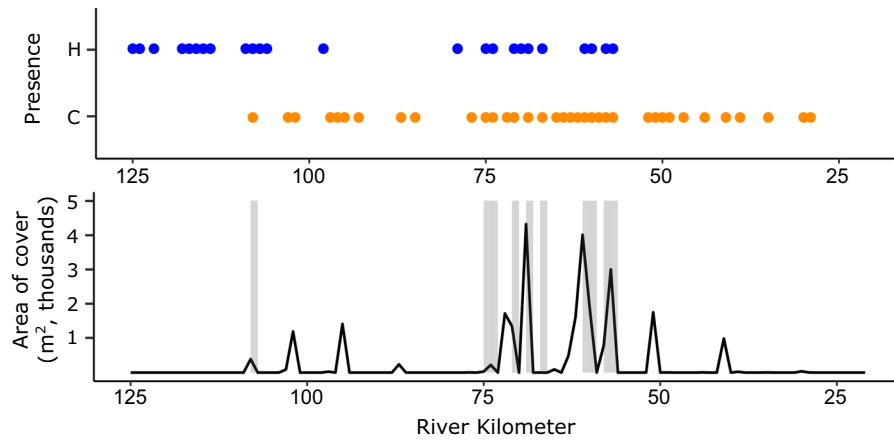 Presence
H
C
125 100 75 50 25
Area of cover
(m², thousands)
5
4
3
2
1
125 100 75 50 25
River Kilometer